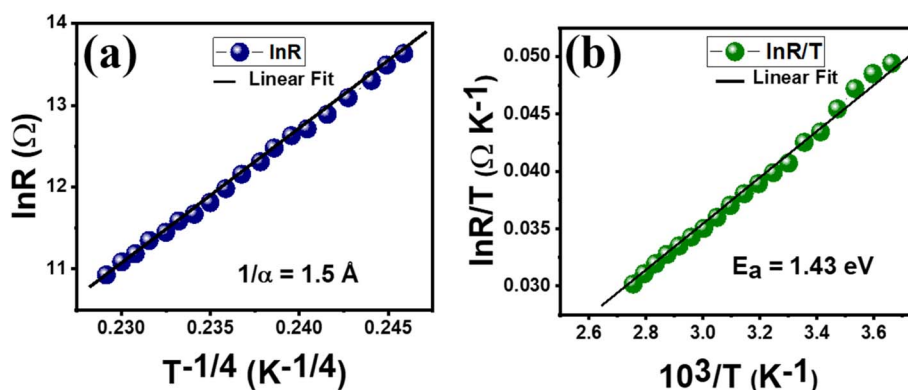 (a)
lnR
Linear Fit
14
13
12
11
lnR (Ω)
1/α = 1.5 Å
0.230 0.235 0.240 0.245
T-1/4 (K-1/4)
(b)
lnR/T
Linear Fit
0.050
0.045
0.040
0.035
0.030
lnR/T (Ω K-1)
Ea = 1.43 eV
2.6 2.8 3.0 3.2 3.4 3.6
103/T (K-1)